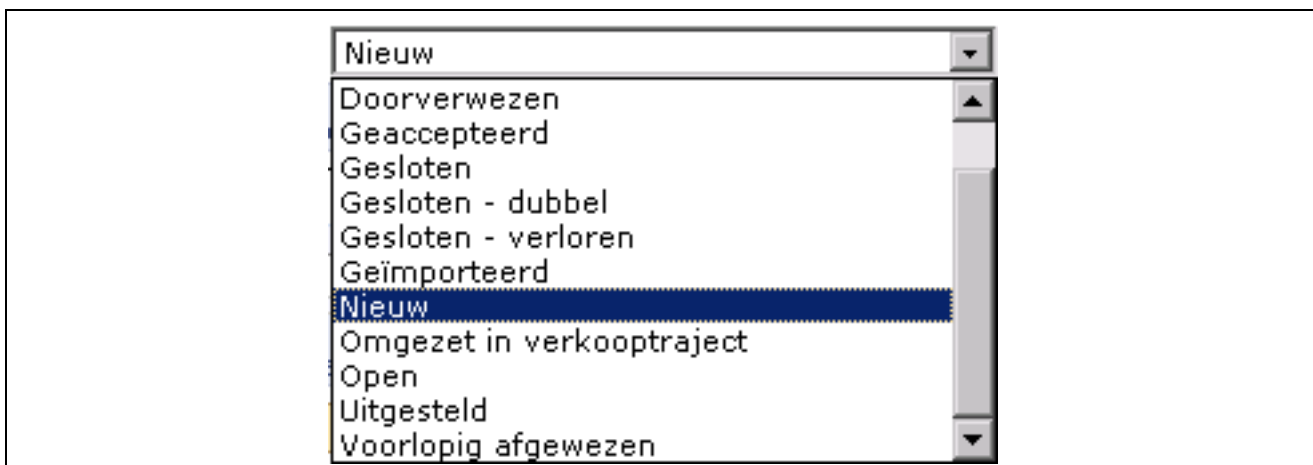 Nieuw
Doorverwezen
Geaccepteerd
Gesloten
Gesloten - dubbel
Gesloten - verloren
Geïmporteerd
Nieuw
Omgezet in verkooptraject
Open
Uitgesteld
Voorlopig afgewezen